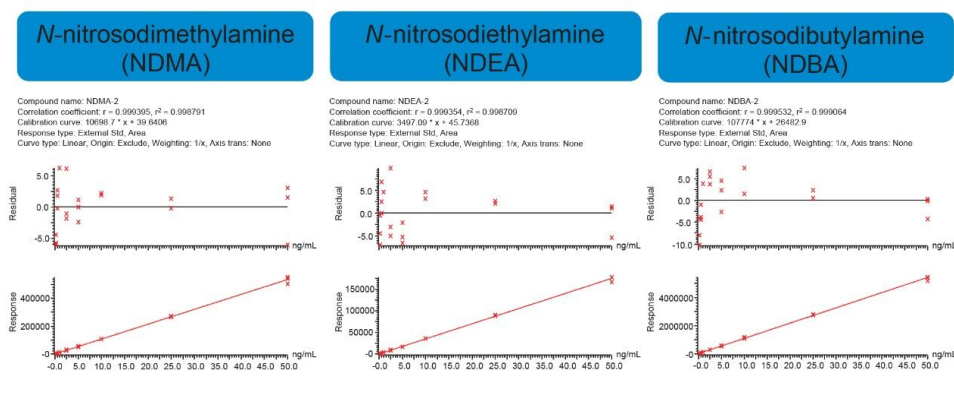 N-nitrosodimethylamine
(NDMA)
Compound name: NDMA-2
Correlation coefficient: r = 0.999395, r² = 0.998791
Calibration curve: 10698.7 * x + 39.6406
Response type: External Std, Area
Curve type: Linear, Origin: Exclude, Weighting: 1/x, Axis trans: None
Residual
5.0
0.0
-5.0
ng/mL
Response
400000
200000
-0
ng/mL
-0.0 5.0 10.0 15.0 20.0 25.0 30.0 35.0 40.0 45.0 50.0
N-nitrosodiethylamine
(NDEA)
Compound name: NDEA-2
Correlation coefficient: r = 0.999354, r² = 0.998709
Calibration curve: 3497.09 * x + 45.7368
Response type: External Std, Area
Curve type: Linear, Origin: Exclude, Weighting: 1/x, Axis trans: None
Residual
5.0
0.0
-5.0
ng/mL
Response
150000
100000
50000
-0
ng/mL
-0.0 5.0 10.0 15.0 20.0 25.0 30.0 35.0 40.0 45.0 50.0
N-nitrosodibutylamine
(NDBA)
Compound name: NDBA-2
Correlation coefficient: r = 0.999532, r² = 0.999064
Calibration curve: 107774 * x + 26482.9
Response type: External Std, Area
Curve type: Linear, Origin: Exclude, Weighting: 1/x, Axis trans: None
Residual
5.0
0.0
-5.0
-10.0
ng/mL
Response
4000000
2000000
-0
ng/mL
-0.0 5.0 10.0 15.0 20.0 25.0 30.0 35.0 40.0 45.0 50.0